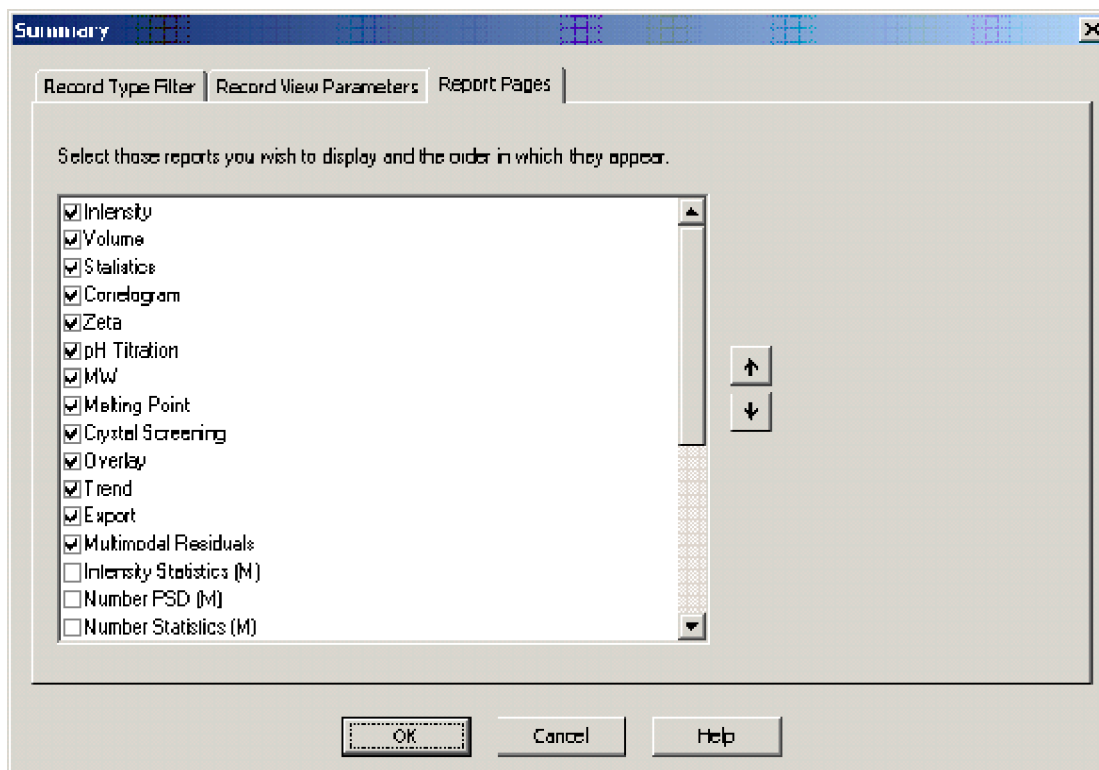 Summary
Record Type Filter
Record View Parameters
Report Pages
Select those reports you wish to display and the order in which they appear.
Intensity
Volume
Statistics
Correlogram
Zeta
pH Titration
MW
Melting Point
Crystal Screening
Overlay
Trend
Export
Multimodal Residuals
Intensity Statistics (M)
Number PSD (M)
Number Statistics (M)
OK
Cancel
Help